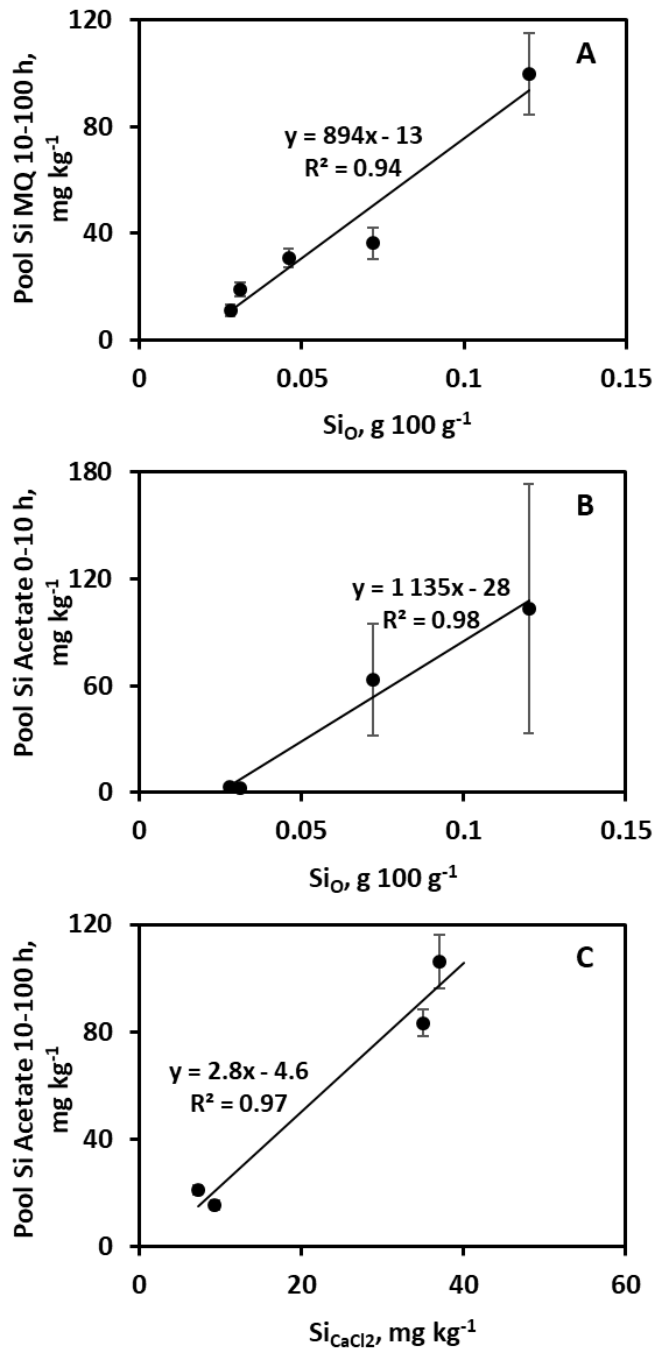 Pool Si MQ 10-100 h,
mg kg⁻¹
120
80
40
0
A
y = 894x - 13
R² = 0.94
0
0.05
0.1
0.15
Si_O, g 100 g⁻¹
Pool Si Acetate 0-10 h,
mg kg⁻¹
180
120
60
0
B
y = 1 135x - 28
R² = 0.98
0
0.05
0.1
0.15
Si_O, g 100 g⁻¹
Pool Si Acetate 10-100 h,
mg kg⁻¹
120
80
40
0
C
y = 2.8x - 4.6
R² = 0.97
0
20
40
60
Si_CaCl2, mg kg⁻¹